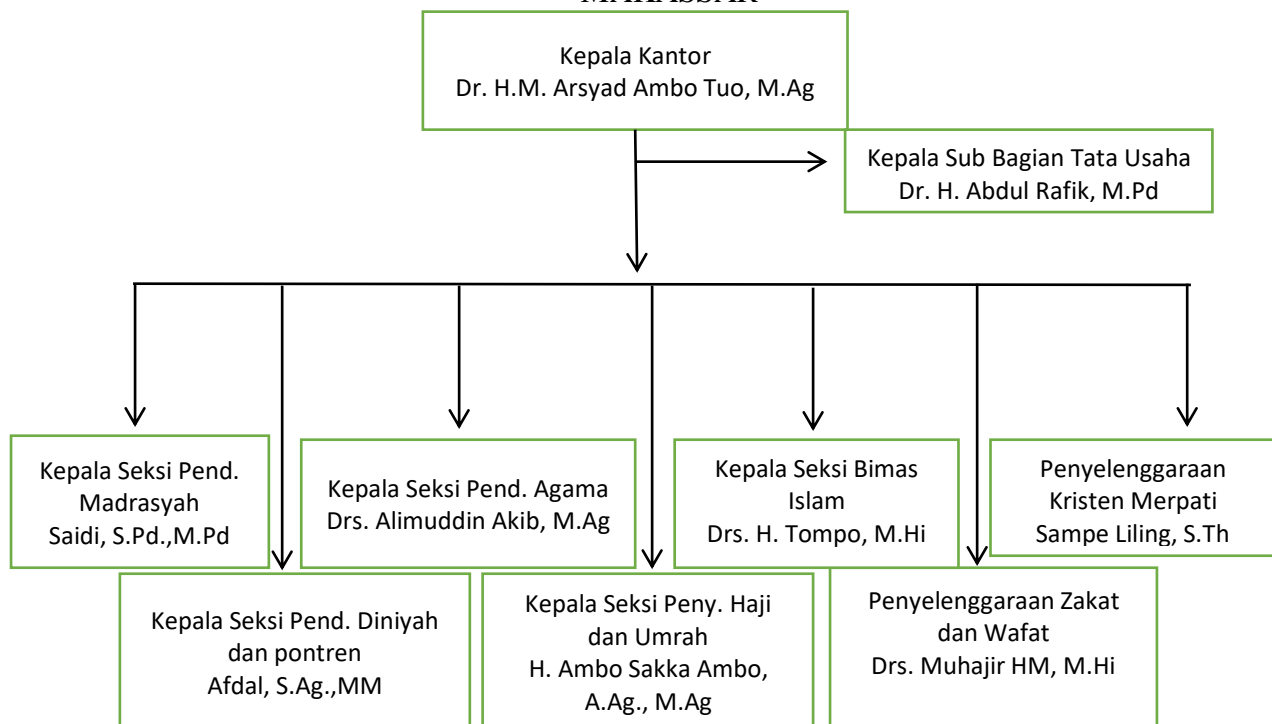 MAKASSAR
Kepala Kantor
Dr. H.M. Arsyad Ambo Tuo, M.Ag
Kepala Sub Bagian Tata Usaha
Dr. H. Abdul Rafik, M.Pd
Kepala Seksi Pend.
Madrasyah
Saidi, S.Pd.,M.Pd
Kepala Seksi Pend. Agama
Drs. Alimuddin Akib, M.Ag
Kepala Seksi Bimas
Islam
Drs. H. Tompo, M.Hi
Penyelenggaraan
Kristen Merpati
Sampe Liling, S.Th
Kepala Seksi Pend. Diniyah
dan pontren
Afdal, S.Ag.,MM
Kepala Seksi Peny. Haji
dan Umrah
H. Ambo Sakka Ambo,
A.Ag., M.Ag
Penyelenggaraan Zakat
dan Wafat
Drs. Muhajir HM, M.Hi